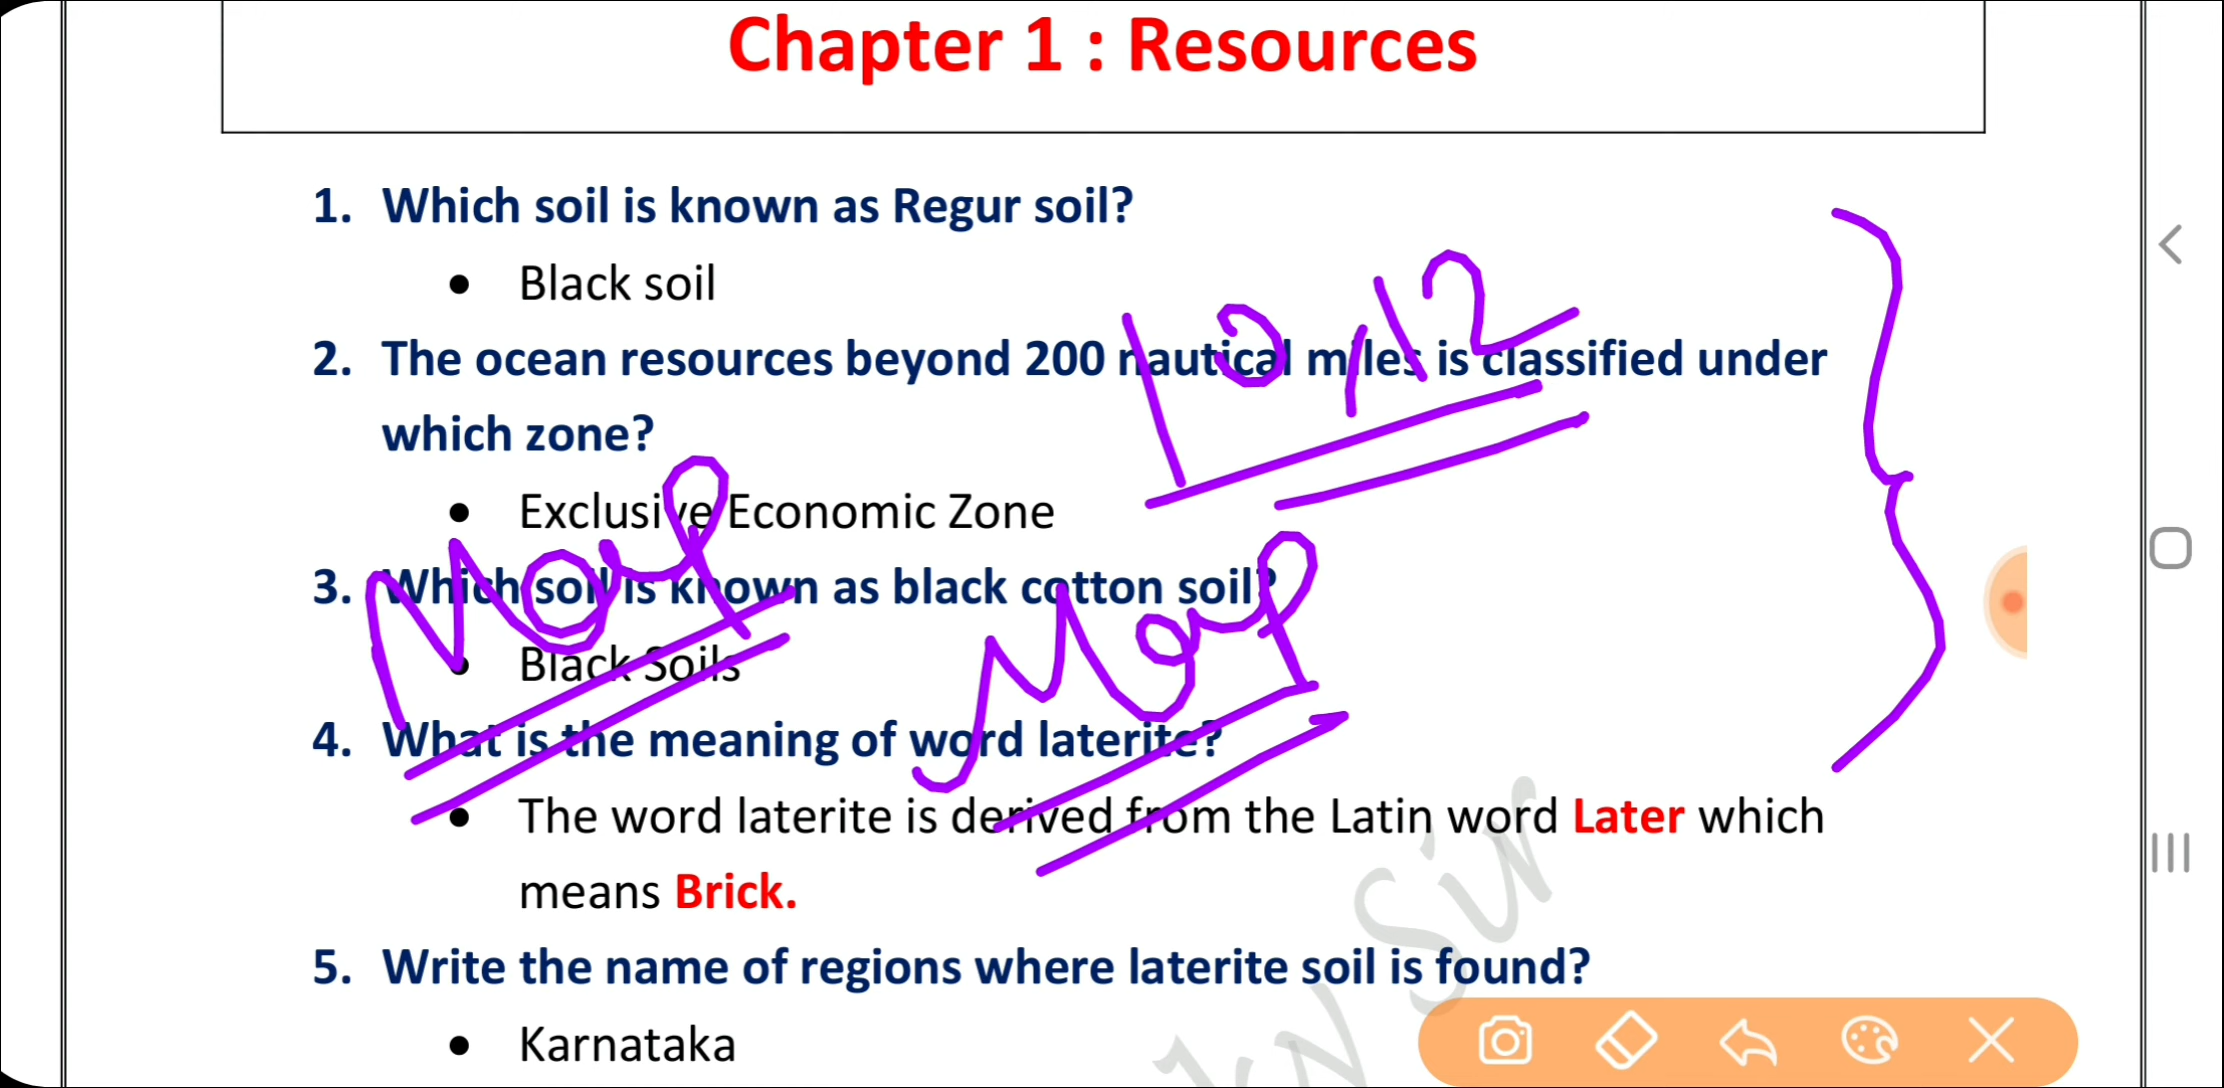 Chapter 1 : Resources
1. Which soil is known as Regur soil?
• Black soil
2. The ocean resources beyond 200 nautical miles is classified under
which zone?
• Exclusive Economic Zone
3. Which soil is known as black cotton soil?
• Black Soils
4. What is the meaning of word laterite?
• The word laterite is derived from the Latin word Later which
means Brick.
5. Write the name of regions where laterite soil is found?
• Karnataka
10,12
Map
Map
Sir